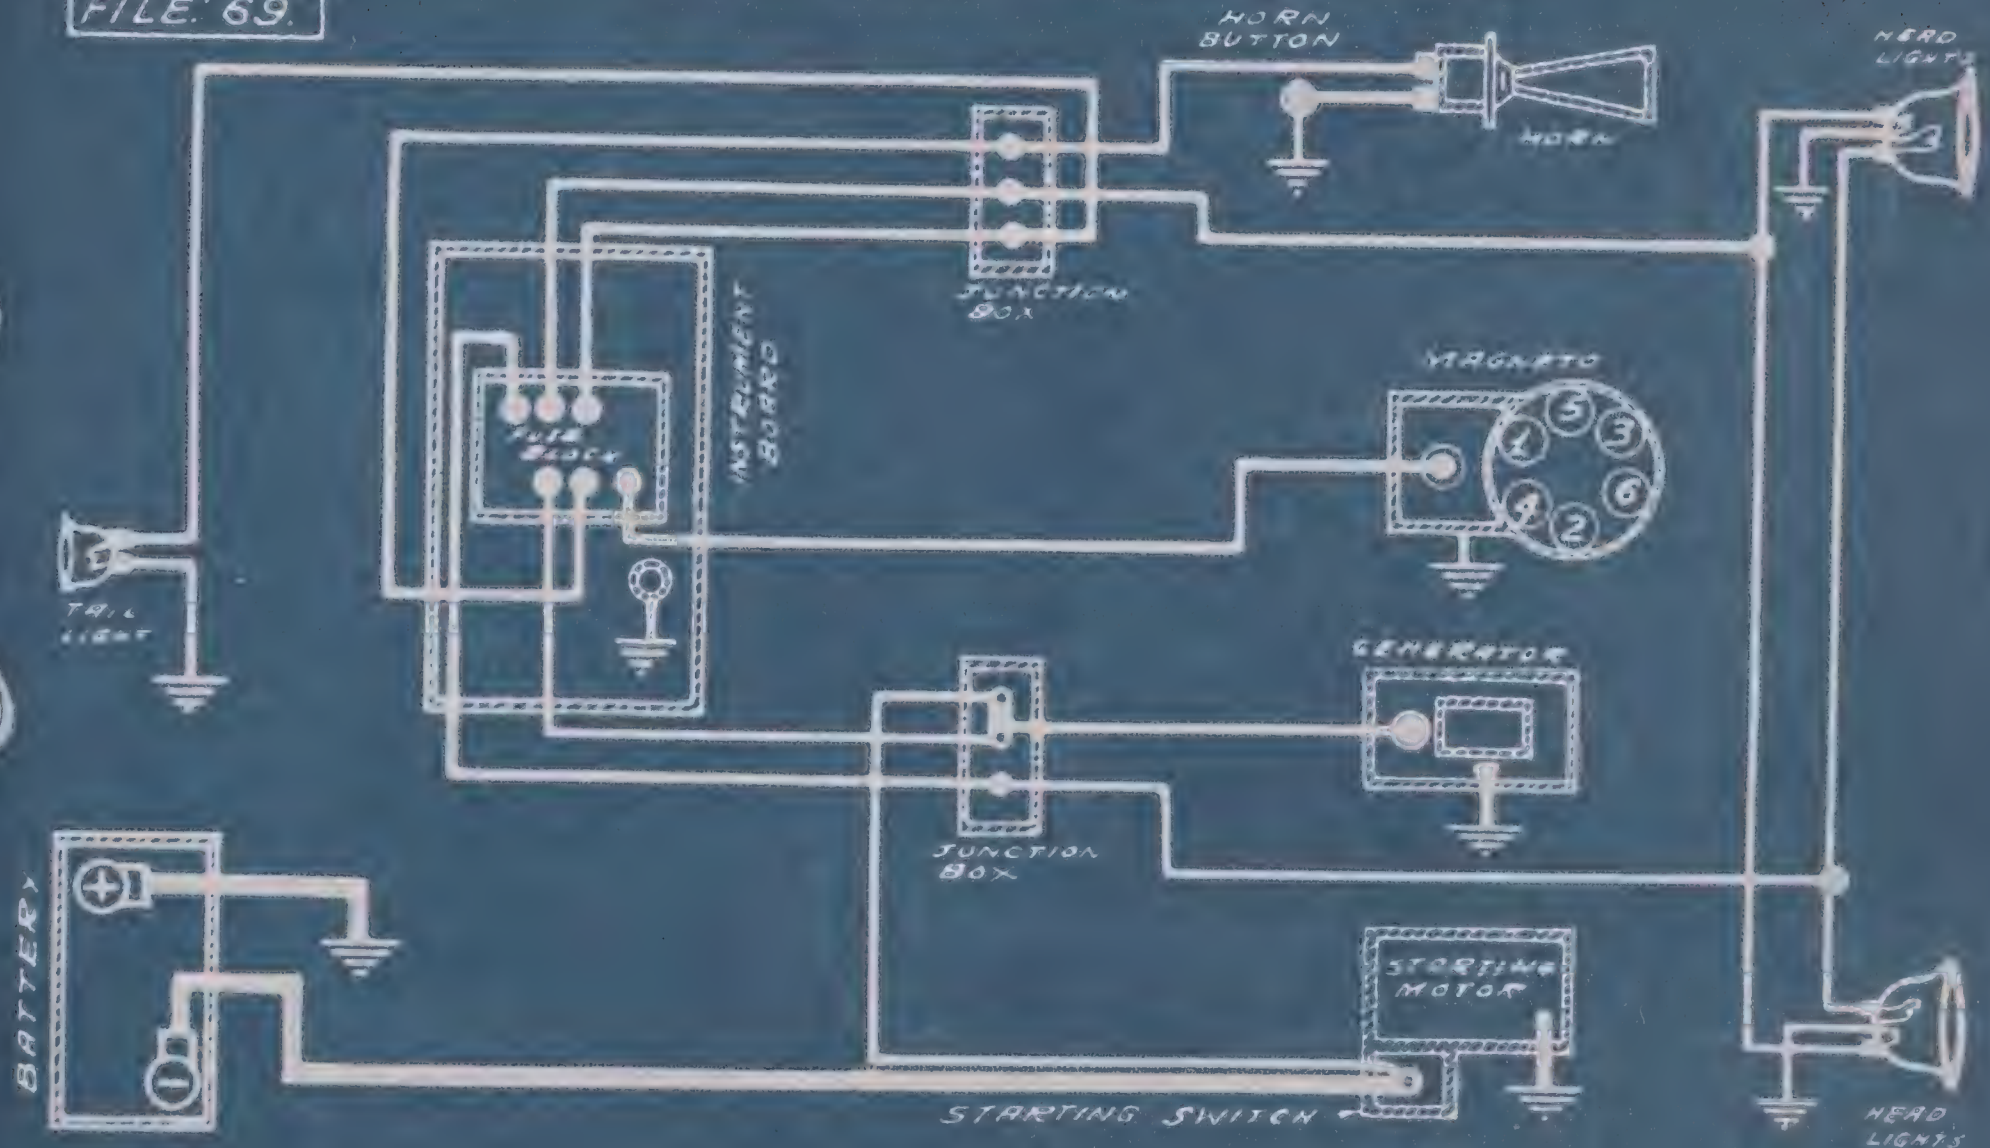 FILE. 69.
HORN
BUTTON
HEAD
LIGHTS
HORN
JUNCTION
BOX
INSTRUMENT
BOARD
MAGNETO
FUSE
BLOCK
1
5
3
6
2
4
TAIL
LIGHT
GENERATOR
JUNCTION
BOX
BATTERY
+
-
STARTING
MOTOR
STARTING SWITCH
HEAD
LIGHTS